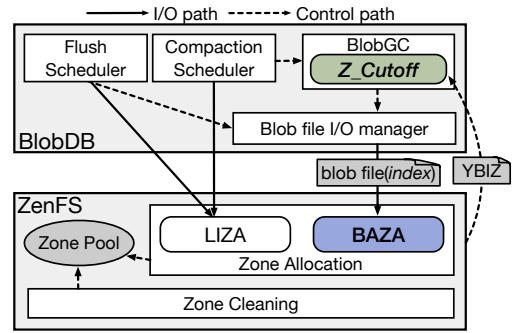 I/O path
Control path
Flush
Scheduler
Compaction
Scheduler
BlobGC
Z_Cutoff
Blob file I/O manager
BlobDB
blob file(index)
YBIZ
ZenFS
Zone Pool
LIZA
BAZA
Zone Allocation
Zone Cleaning